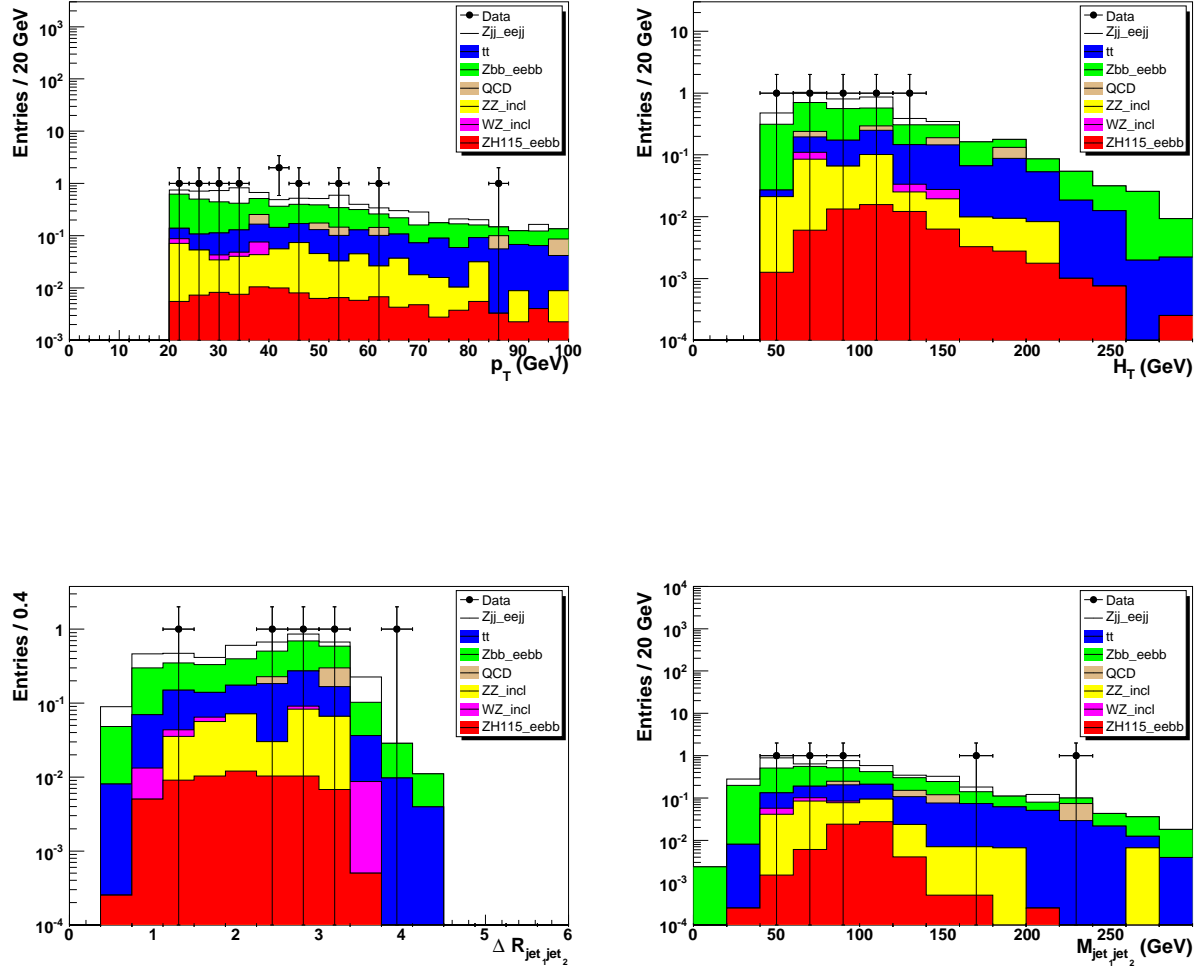 Entries / 20 GeV
10³
10²
10
1
10⁻¹
10⁻²
10⁻³
0 10 20 30 40 50 60 70 80 90 100
p_T (GeV)
Data
Zjj_eejj
tt
Zbb_eebb
QCD
ZZ_incl
WZ_incl
ZH115_eebb
Entries / 20 GeV
10
1
10⁻¹
10⁻²
10⁻³
10⁻⁴
0 50 100 150 200 250
H_T (GeV)
Data
Zjj_eejj
tt
Zbb_eebb
QCD
ZZ_incl
WZ_incl
ZH115_eebb
Entries / 0.4
1
10⁻¹
10⁻²
10⁻³
10⁻⁴
0 1 2 3 4 5 6
Δ R_jet₁jet₂
Data
Zjj_eejj
tt
Zbb_eebb
QCD
ZZ_incl
WZ_incl
ZH115_eebb
Entries / 20 GeV
10⁴
10³
10²
10
1
10⁻¹
10⁻²
10⁻³
10⁻⁴
0 50 100 150 200 250
M_jet₁jet₂ (GeV)
Data
Zjj_eejj
tt
Zbb_eebb
QCD
ZZ_incl
WZ_incl
ZH115_eebb